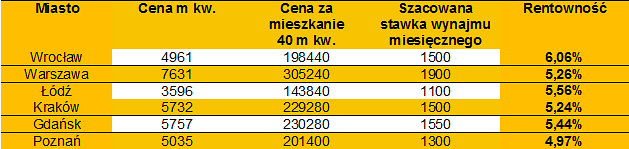 Miasto Cena m kw. Cena za mieszkanie 40 m kw. Szacowana stawka wynajmu miesięcznego Rentowność
Wrocław 4961 198440 1500 6,06%
Warszawa 7631 305240 1900 5,26%
Łódź 3596 143840 1100 5,56%
Kraków 5732 229280 1500 5,24%
Gdańsk 5757 230280 1550 5,44%
Poznań 5035 201400 1300 4,97%